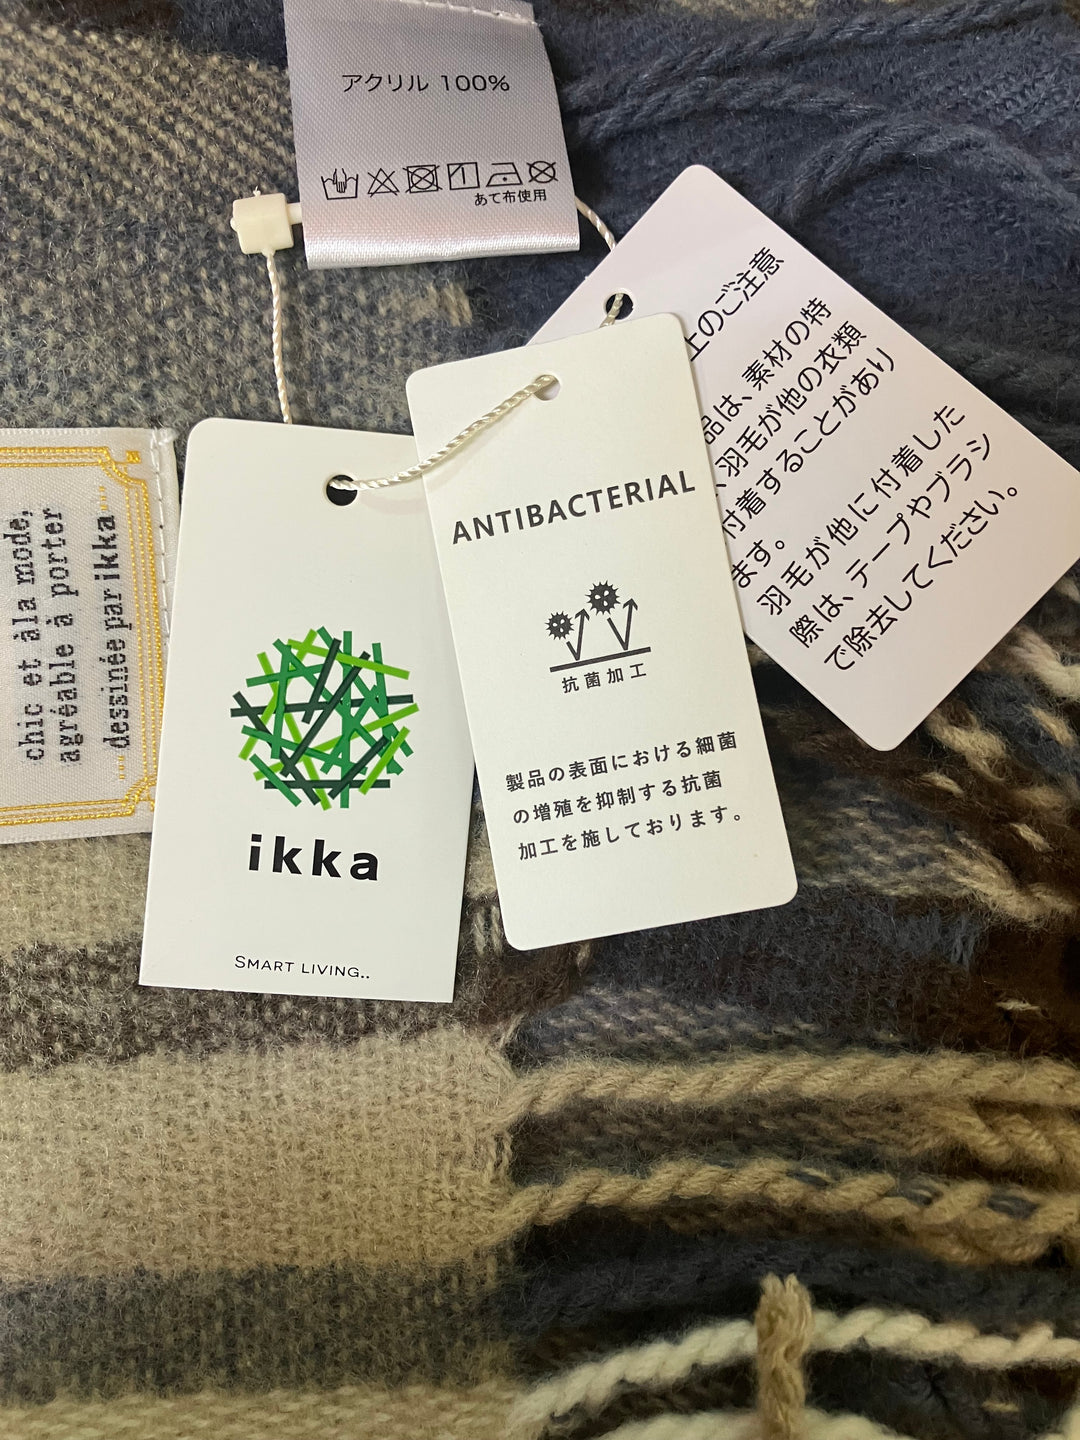 アクリル 100%
あて布使用
上のご注意
品は、素材の特
、羽毛が他の衣類
付着することがあり
ます。
羽毛が他に付着した
際は、テープやブラシ
で除去してください。
ANTIBACTERIAL
抗菌加工
製品の表面における細菌
の増殖を抑制する抗菌
加工を施しております。
chic et àla mode,
agréable à porter
dessinée par ikka
ikka
SMART LIVING..